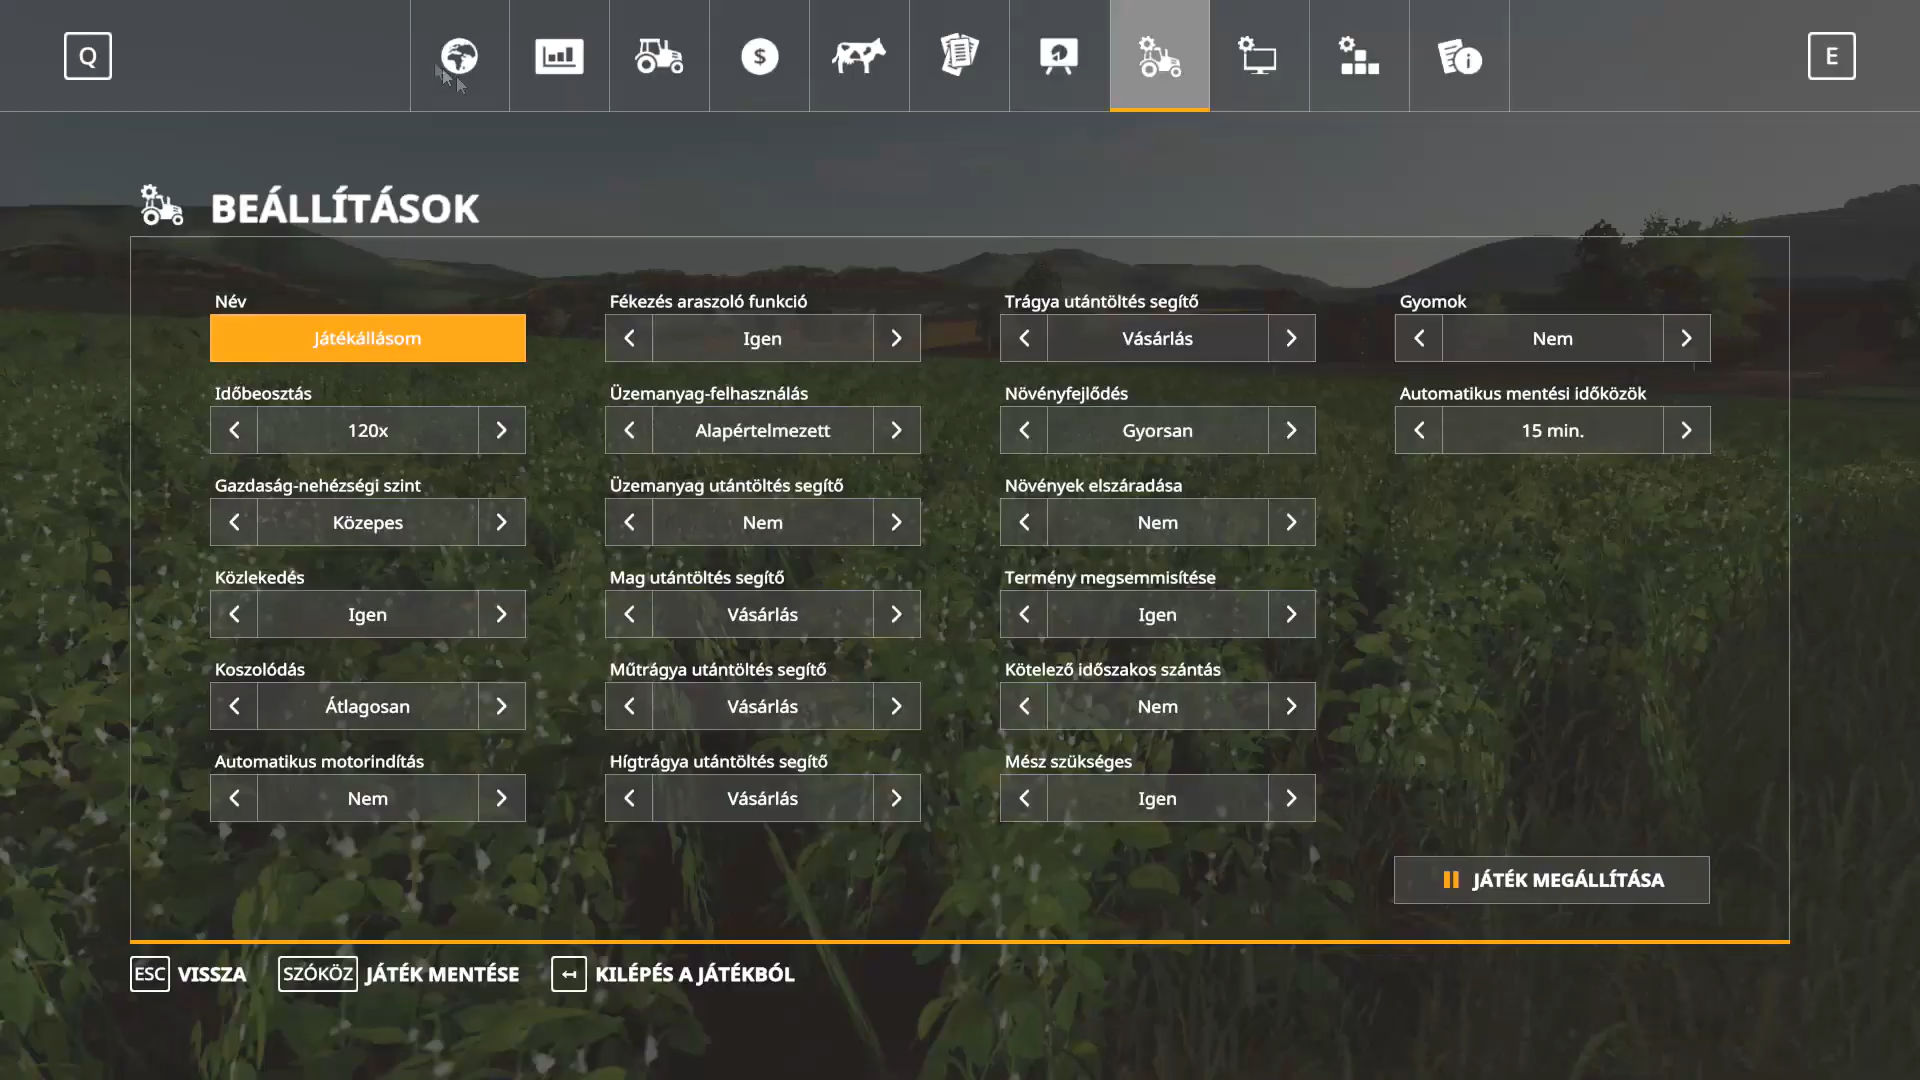 Q
$
E
BEÁLLÍTÁSOK
Név
Játékállásom
Időbeosztás
120x
Gazdaság-nehézségi szint
Közepes
Közlekedés
Igen
Koszolódás
Átlagosan
Automatikus motorindítás
Nem
Fékezés araszoló funkció
Igen
Üzemanyag-felhasználás
Alapértelmezett
Üzemanyag utántöltés segítő
Nem
Mag utántöltés segítő
Vásárlás
Műtrágya utántöltés segítő
Vásárlás
Hígtrágya utántöltés segítő
Vásárlás
Trágya utántöltés segítő
Vásárlás
Növényfejlődés
Gyorsan
Növények elszáradása
Nem
Termény megsemmisítése
Igen
Kötelező időszakos szántás
Nem
Mész szükséges
Igen
Gyomok
Nem
Automatikus mentési időközök
15 min.
JÁTÉK MEGÁLLÍTÁSA
ESC VISSZA SZÓKÖZ JÁTÉK MENTÉSE KILÉPÉS A JÁTÉKBÓL